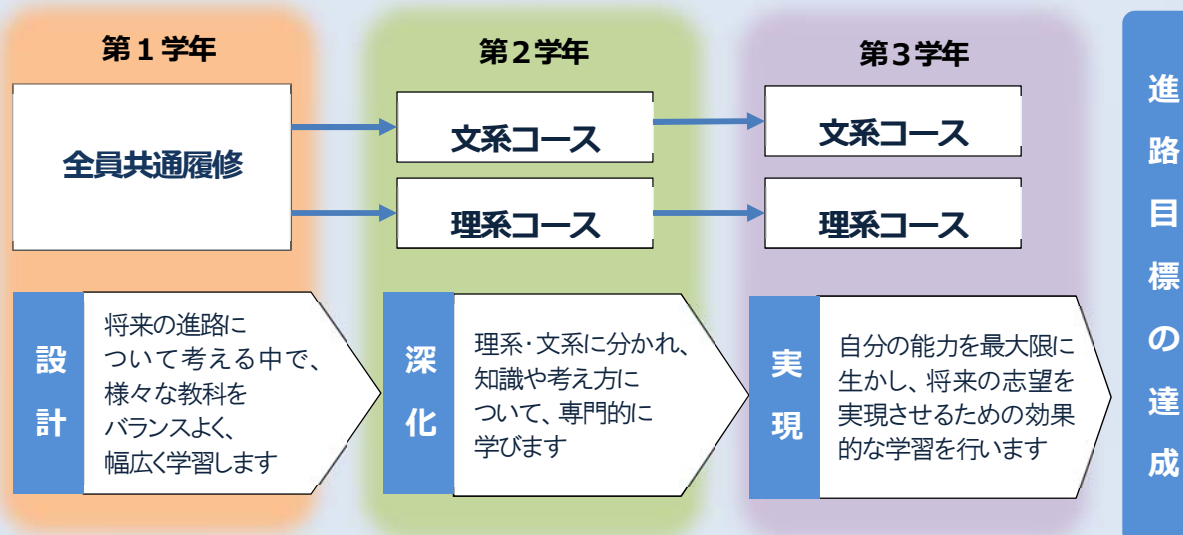 第1学年
全員共通履修
設計
将来の進路に
ついて考える中で、
様々な教科を
バランスよく、
幅広く学習します
第2学年
文系コース
理系コース
深化
理系・文系に分かれ、
知識や考え方に
ついて、専門的に
学びます
第3学年
文系コース
理系コース
実現
自分の能力を最大限に
生かし、将来の志望を
実現させるための効果
的な学習を行います
進路目標の達成